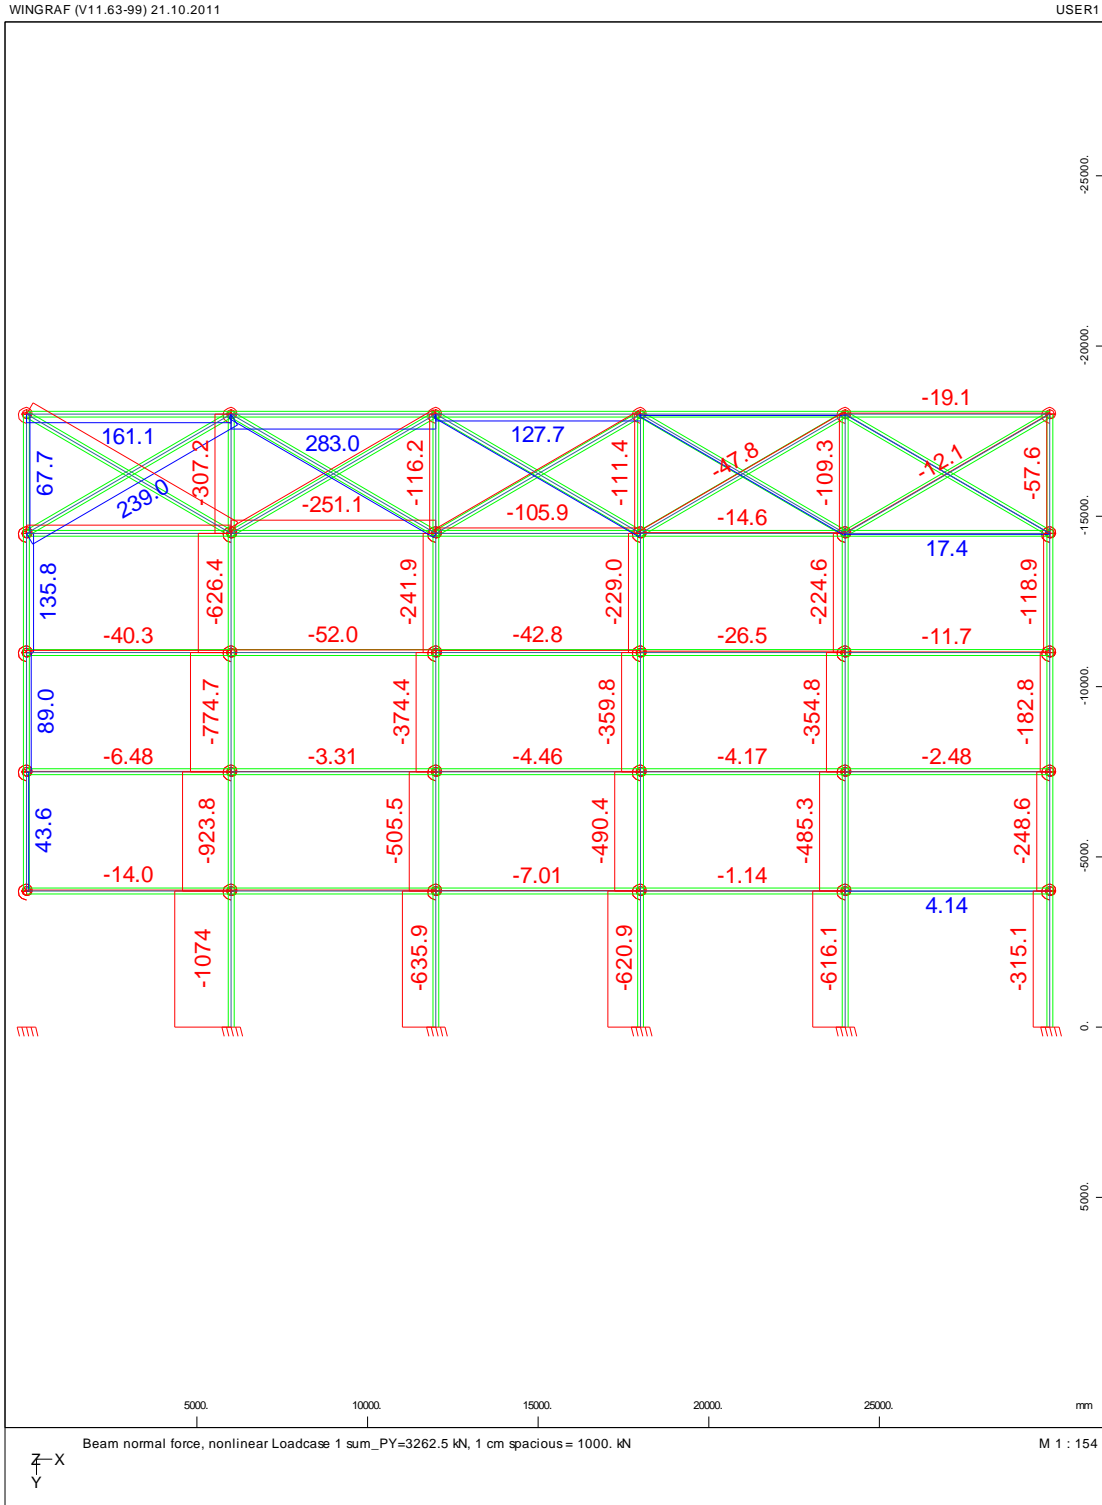 WINGRAF (V11.63-99) 21.10.2011 USER1
-25000.
-20000.
-19.1
161.1 283.0 127.7
67.7 239.0 -307.2 -116.2 -111.4 -47.8 -109.3 -12.1 -57.6
-251.1 -105.9 -14.6
-15000.
17.4
135.8 -626.4 -241.9 -229.0 -224.6 -118.9
-40.3 -52.0 -42.8 -26.5 -11.7
-10000.
89.0 -774.7 -374.4 -359.8 -354.8 -182.8
-6.48 -3.31 -4.46 -4.17 -2.48
43.6 -923.8 -505.5 -490.4 -485.3 -248.6
-5000.
-14.0 -7.01 -1.14
4.14
-1074 -635.9 -620.9 -616.1 -315.1
0.
5000.
5000. 10000. 15000. 20000. 25000. mm
Beam normal force, nonlinear Loadcase 1 sum_PY=3262.5 kN, 1 cm spacious = 1000. kN M 1 : 154
Z X
Y